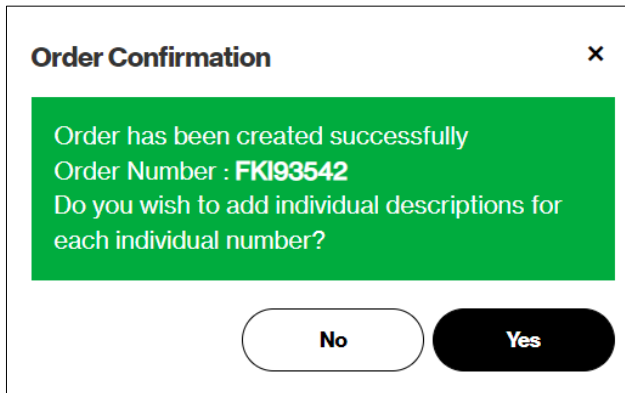 Order Confirmation ×
Order has been created successfully
Order Number : FKI93542
Do you wish to add individual descriptions for
each individual number?
No Yes